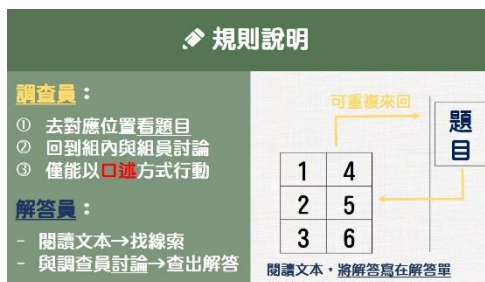 規則說明
調查員：
① 去對應位置看題目
② 回到組內與組員討論
③ 僅能以口述方式行動
解答員：
- 閱讀文本→找線索
- 與調查員討論→查出解答
可重複來回
題目
1 4
2 5
3 6
閱讀文本，將解答寫在解答單